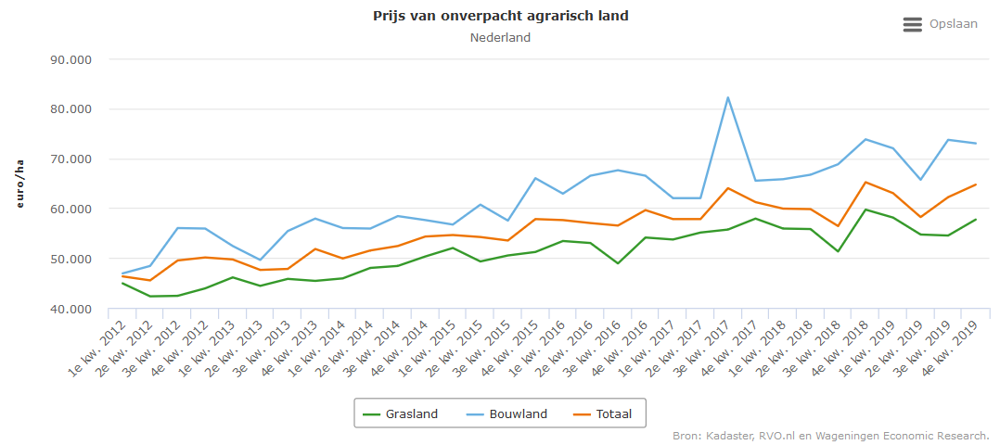 Prijs van onverpacht agrarisch land
Nederland
Opslaan
euro/ha
90.000
80.000
70.000
60.000
50.000
40.000
1e kw. 2012
2e kw. 2012
3e kw. 2012
4e kw. 2012
1e kw. 2013
2e kw. 2013
3e kw. 2013
4e kw. 2013
1e kw. 2014
2e kw. 2014
3e kw. 2014
4e kw. 2014
1e kw. 2015
2e kw. 2015
3e kw. 2015
4e kw. 2015
1e kw. 2016
2e kw. 2016
3e kw. 2016
4e kw. 2016
1e kw. 2017
2e kw. 2017
3e kw. 2017
4e kw. 2017
1e kw. 2018
2e kw. 2018
3e kw. 2018
4e kw. 2018
1e kw. 2019
2e kw. 2019
3e kw. 2019
4e kw. 2019
Grasland Bouwland Totaal
Bron: Kadaster, RVO.nl en Wageningen Economic Research.